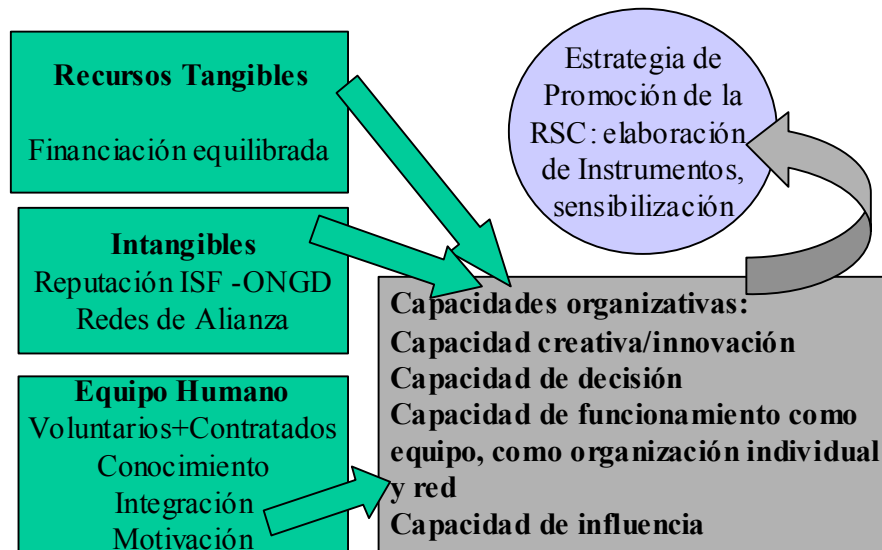 Recursos Tangibles
Financiación equilibrada
Intangibles
Reputación ISF -ONGD
Redes de Alianza
Equipo Humano
Voluntarios+Contratados
Conocimiento
Integración
Motivación
Estrategia de
Promoción de la
RSC: elaboración
de Instrumentos,
sensibilización
Capacidades organizativas:
Capacidad creativa/innovación
Capacidad de decisión
Capacidad de funcionamiento como
equipo, como organización individual
y red
Capacidad de influencia